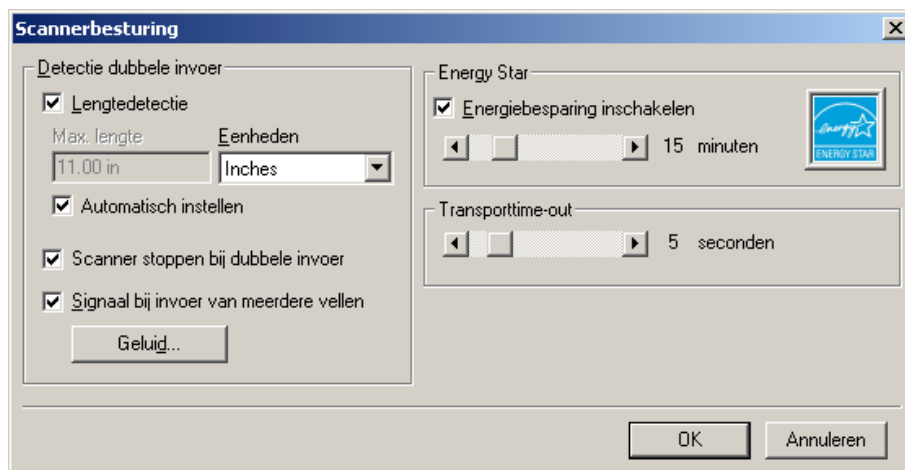 Scannerbesturing
Detectie dubbele invoer
Lengtedetectie
Max. lengte
Eenheden
11.00 in
Inches
Automatisch instellen
Scanner stoppen bij dubbele invoer
Signaal bij invoer van meerdere vellen
Geluid...
Energy Star
Energiebesparing inschakelen
15 minuten
energy
ENERGY STAR
Transporttime-out
5 seconden
OK
Annuleren